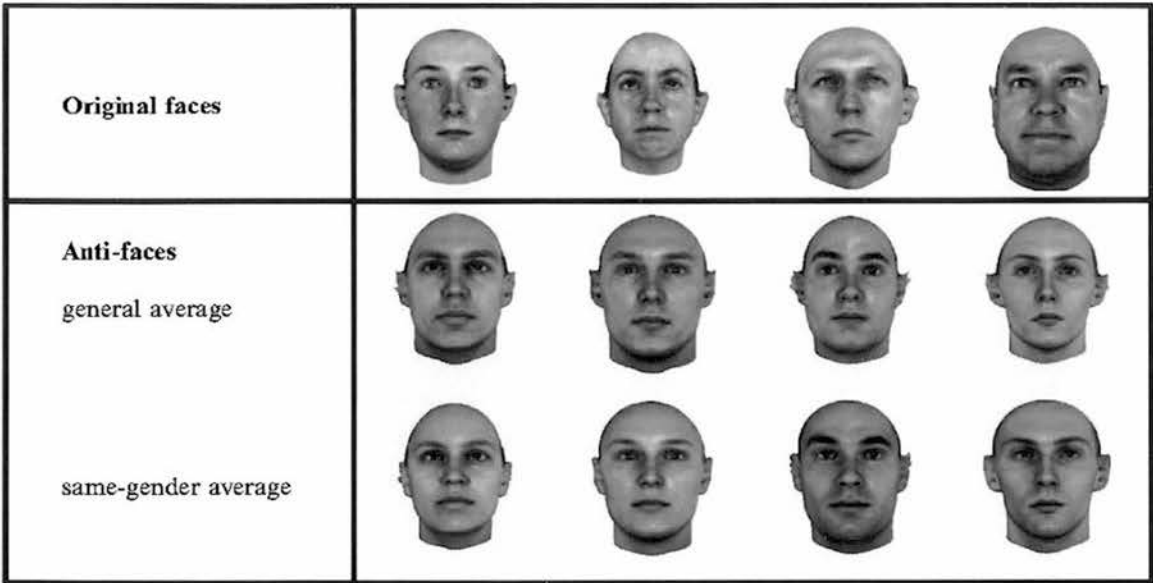 Original faces
Anti-faces
general average
same-gender average